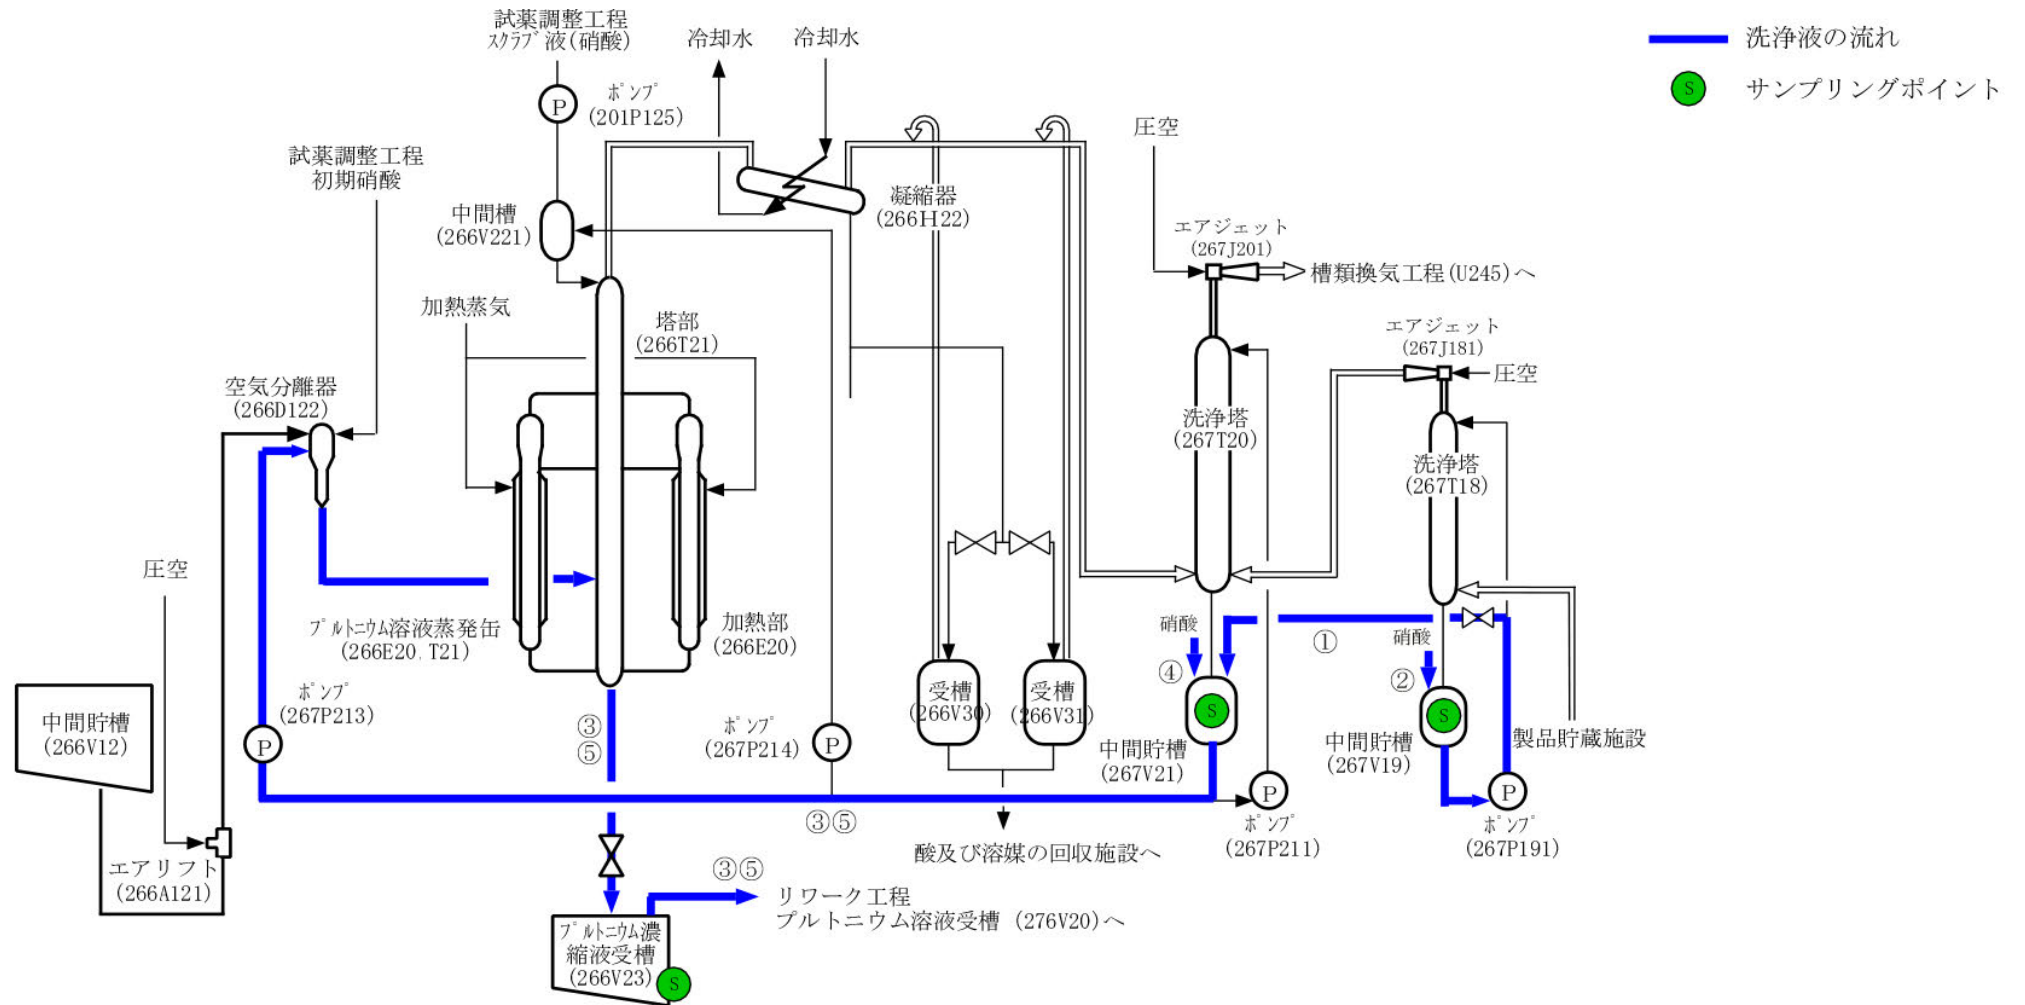 試薬調整工程
スクラブ液(硝酸)
冷却水
冷却水
洗浄液の流れ
S
サンプリングポイント
P
ポンプ
(201P125)
圧空
試薬調整工程
初期硝酸
中間槽
(266V221)
凝縮器
(266H22)
エアジェット
(267J201)
槽類換気工程(U245)へ
加熱蒸気
塔部
(266T21)
エアジェット
(267J181)
圧空
空気分離器
(266D122)
洗浄塔
(267T20)
洗浄塔
(267T18)
圧空
プルトニウム溶液蒸発缶
(266E20.T21)
加熱部
(266E20)
硝酸
④
①
硝酸
②
中間貯槽
(266V12)
ポンプ
(267P213)
P
③
⑤
ポンプ
(267P214)
P
受槽
(266V30)
受槽
(266V31)
S
中間貯槽
(267V21)
S
中間貯槽
(267V19)
製品貯蔵施設
P
ポンプ
(267P211)
P
ポンプ
(267P191)
③⑤
エアリフト
(266A121)
酸及び溶媒の回収施設へ
③⑤
リワーク工程
プルトニウム溶液受槽 (276V20)へ
プルトニウム濃
縮液受槽
(266V23)
S